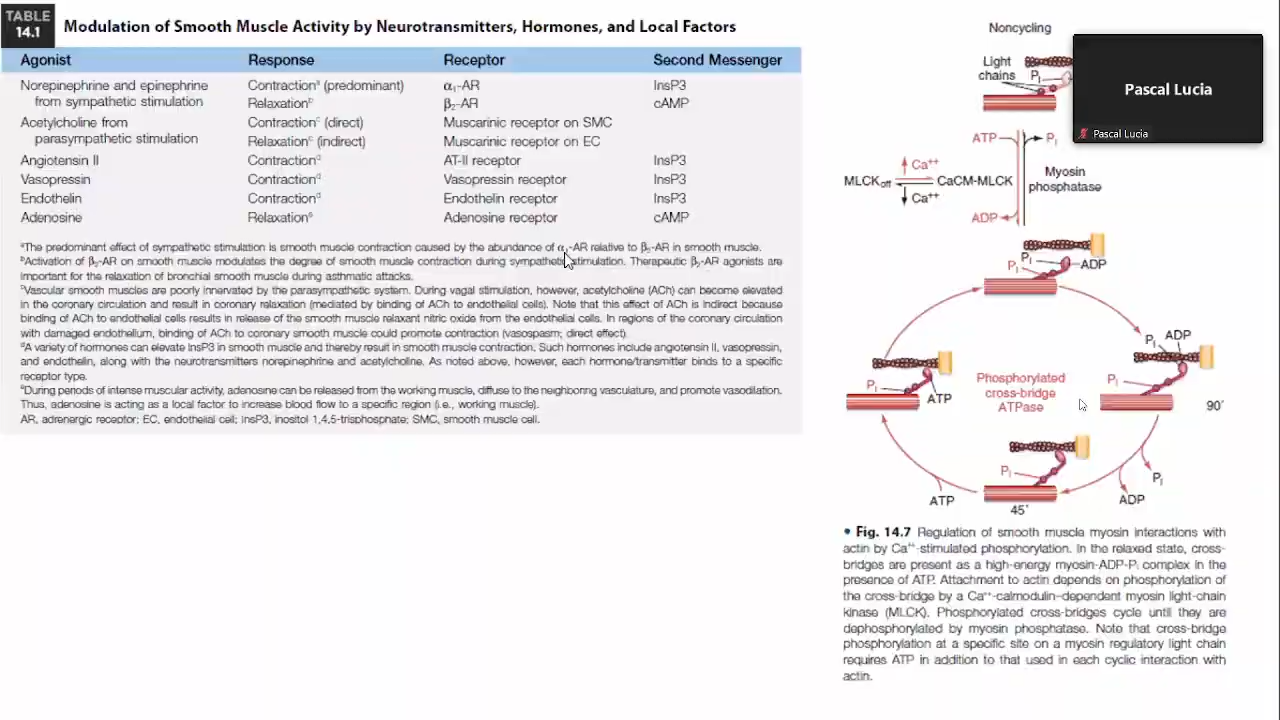 TABLE
14.1
Modulation of Smooth Muscle Activity by Neurotransmitters, Hormones, and Local Factors
Agonist Response Receptor Second Messenger
Norepinephrine and epinephrine Contractionᵃ (predominant) α₁-AR InsP3
from sympathetic stimulation Relaxationᵇ β₂-AR cAMP
Acetylcholine from Contractionᶜ (direct) Muscarinic receptor on SMC
parasympathetic stimulation Relaxationᶜ (indirect) Muscarinic receptor on EC
Angiotensin II Contractionᵈ AT-II receptor InsP3
Vasopressin Contractionᵈ Vasopressin receptor InsP3
Endothelin Contractionᵈ Endothelin receptor InsP3
Adenosine Relaxationᵉ Adenosine receptor cAMP
ᵃThe predominant effect of sympathetic stimulation is smooth muscle contraction caused by the abundance of α₁-AR relative to β₂-AR in smooth muscle.
ᵇActivation of β₂-AR on smooth muscle modulates the degree of smooth muscle contraction during sympathetic stimulation. Therapeutic β₂-AR agonists are
important for the relaxation of bronchial smooth muscle during asthmatic attacks.
ᶜVascular smooth muscles are poorly innervated by the parasympathetic system. During vagal stimulation, however, acetylcholine (ACh) can become elevated
in the coronary circulation and result in coronary relaxation (mediated by binding of ACh to endothelial cells). Note that this effect of ACh is indirect because
binding of ACh to endothelial cells results in release of the smooth muscle relaxant nitric oxide from the endothelial cells. In regions of the coronary circulation
with damaged endothelium, binding of ACh to coronary smooth muscle could promote contraction (vasospasm; direct effect).
ᵈA variety of hormones can elevate InsP3 in smooth muscle and thereby result in smooth muscle contraction. Such hormones include angiotensin II, vasopressin,
and endothelin, along with the neurotransmitters norepinephrine and acetylcholine. As noted above, however, each hormone/transmitter binds to a specific
receptor type.
ᵉDuring periods of intense muscular activity, adenosine can be released from the working muscle, diffuse to the neighboring vasculature, and promote vasodilation.
Thus, adenosine is acting as a local factor to increase blood flow to a specific region (i.e., working muscle).
AR, adrenergic receptor; EC, endothelial cell; InsP3, inositol 1,4,5-trisphosphate; SMC, smooth muscle cell.
Noncycling
Light
chains
Pᵢ
Pascal Lucia
Pascal Lucia
ATP
Pᵢ
Ca⁺⁺
MLCKoff CaCM-MLCK
Ca⁺⁺
Myosin
phosphatase
ADP
Pᵢ
Pᵢ ADP
Pᵢ ADP
Pᵢ
90°
Pᵢ
ATP
Phosphorylated
cross-bridge
ATPase
Pᵢ
45°
ATP
ADP
Pᵢ
• Fig. 14.7 Regulation of smooth muscle myosin interactions with
actin by Ca⁺⁺-stimulated phosphorylation. In the relaxed state, cross-
bridges are present as a high-energy myosin-ADP-Pᵢ complex in the
presence of ATP. Attachment to actin depends on phosphorylation of
the cross-bridge by a Ca⁺⁺-calmodulin–dependent myosin light-chain
kinase (MLCK). Phosphorylated cross-bridges cycle until they are
dephosphorylated by myosin phosphatase. Note that cross-bridge
phosphorylation at a specific site on a myosin regulatory light chain
requires ATP in addition to that used in each cyclic interaction with
actin.